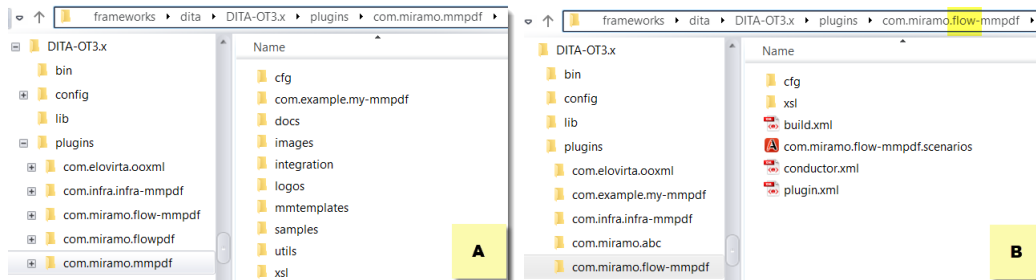 frameworks dita DITA-OT3.x plugins com.miramo.mmpdf
DITA-OT3.x
bin
config
lib
plugins
com.elovirta.ooxml
com.infra.infra-mmpdf
com.miramo.flow-mmpdf
com.miramo.flowpdf
com.miramo.mmpdf
Name
cfg
com.example.my-mmpdf
docs
images
integration
logos
mmtemplates
samples
utils
xsl
A
frameworks dita DITA-OT3.x plugins com.miramo.flow-mmpdf
DITA-OT3.x
bin
config
lib
plugins
com.elovirta.ooxml
com.example.my-mmpdf
com.infra.infra-mmpdf
com.miramo.abc
com.miramo.flow-mmpdf
Name
cfg
xsl
build.xml
com.miramo.flow-mmpdf.scenarios
conductor.xml
plugin.xml
B